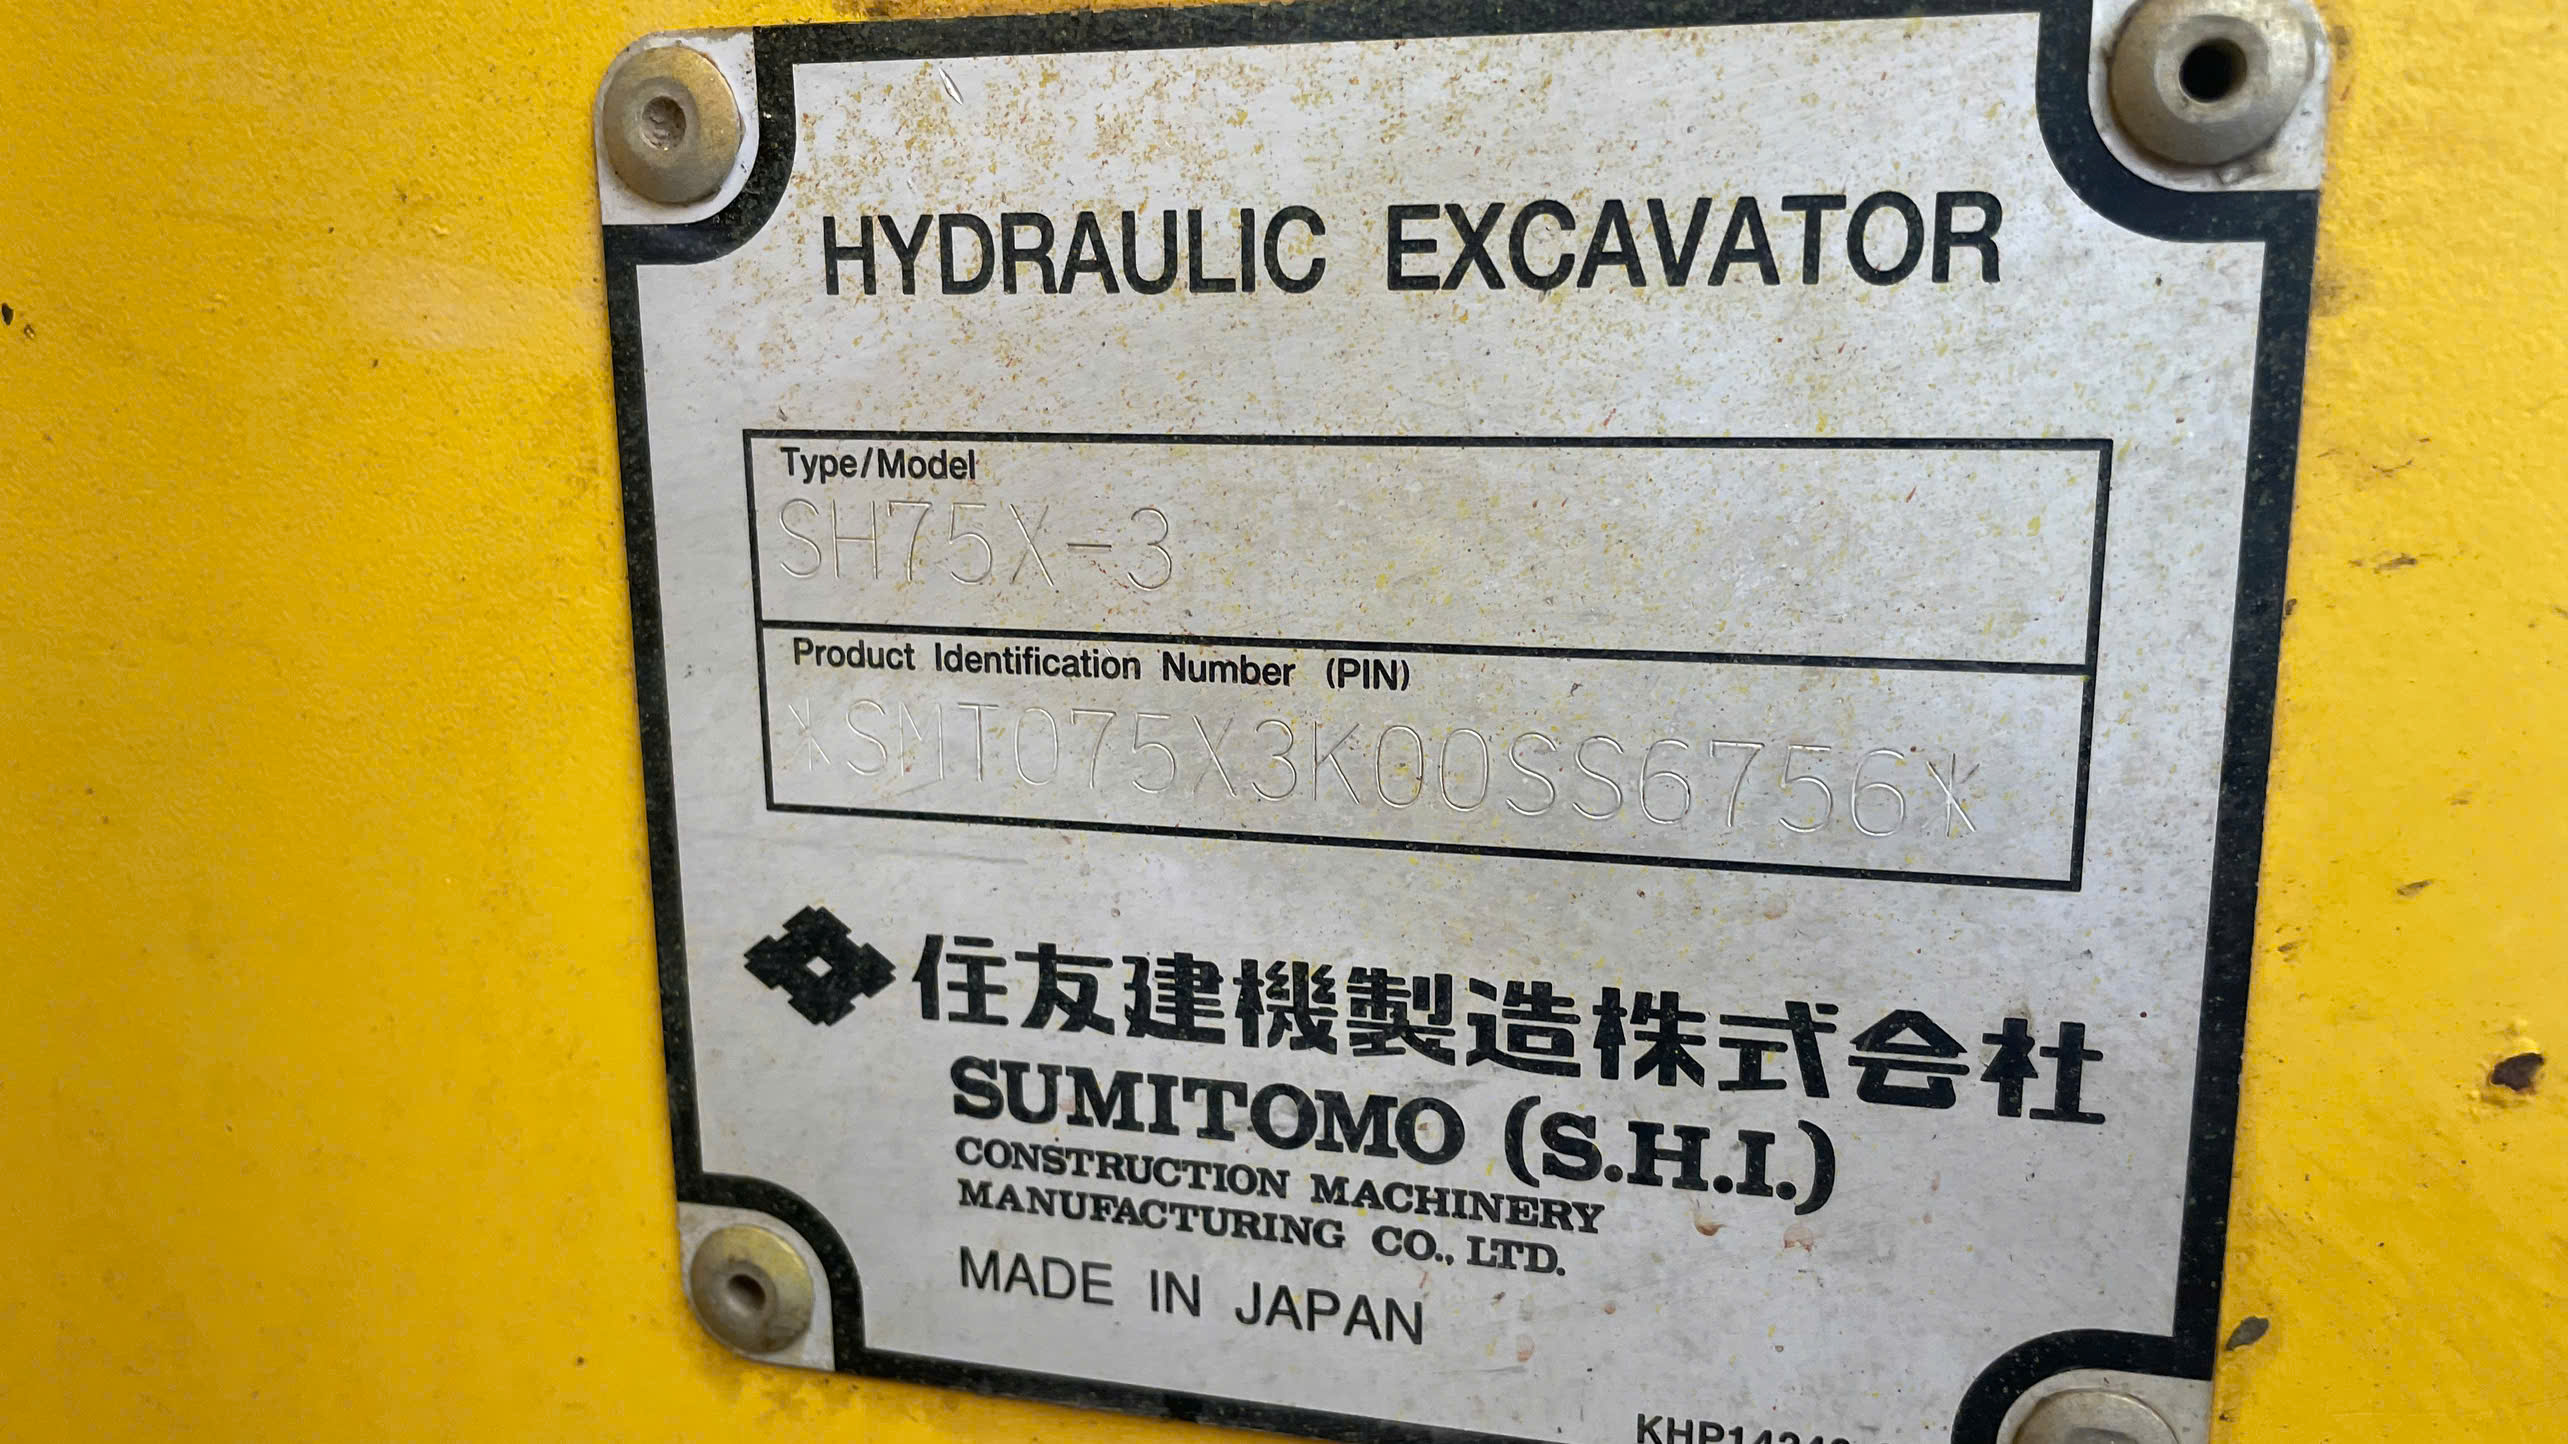 HYDRAULIC EXCAVATOR
Type/Model
SH75X-3
Product Identification Number (PIN)
*SMT075X3K00SS6756*
住友建機製造株式会社
SUMITOMO (S.H.I.)
CONSTRUCTION MACHINERY
MANUFACTURING CO., LTD.
MADE IN JAPAN